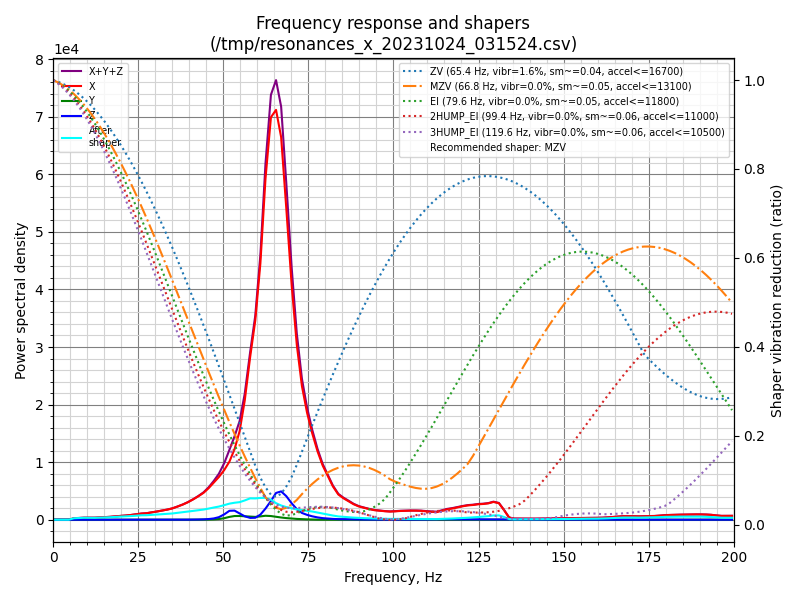 Frequency response and shapers
(/tmp/resonances_x_20231024_031524.csv)
1e4
X+Y+Z
X
Y
Z
After
shaper
ZV (65.4 Hz, vibr=1.6%, sm~=0.04, accel<=16700)
MZV (66.8 Hz, vibr=0.0%, sm~=0.05, accel<=13100)
EI (79.6 Hz, vibr=0.0%, sm~=0.05, accel<=11800)
2HUMP_EI (99.4 Hz, vibr=0.0%, sm~=0.06, accel<=11000)
3HUMP_EI (119.6 Hz, vibr=0.0%, sm~=0.06, accel<=10500)
Recommended shaper: MZV
Power spectral density
8
7
6
5
4
3
2
1
0
1.0
0.8
0.6
0.4
0.2
0.0
Shaper vibration reduction (ratio)
0 25 50 75 100 125 150 175 200
Frequency, Hz